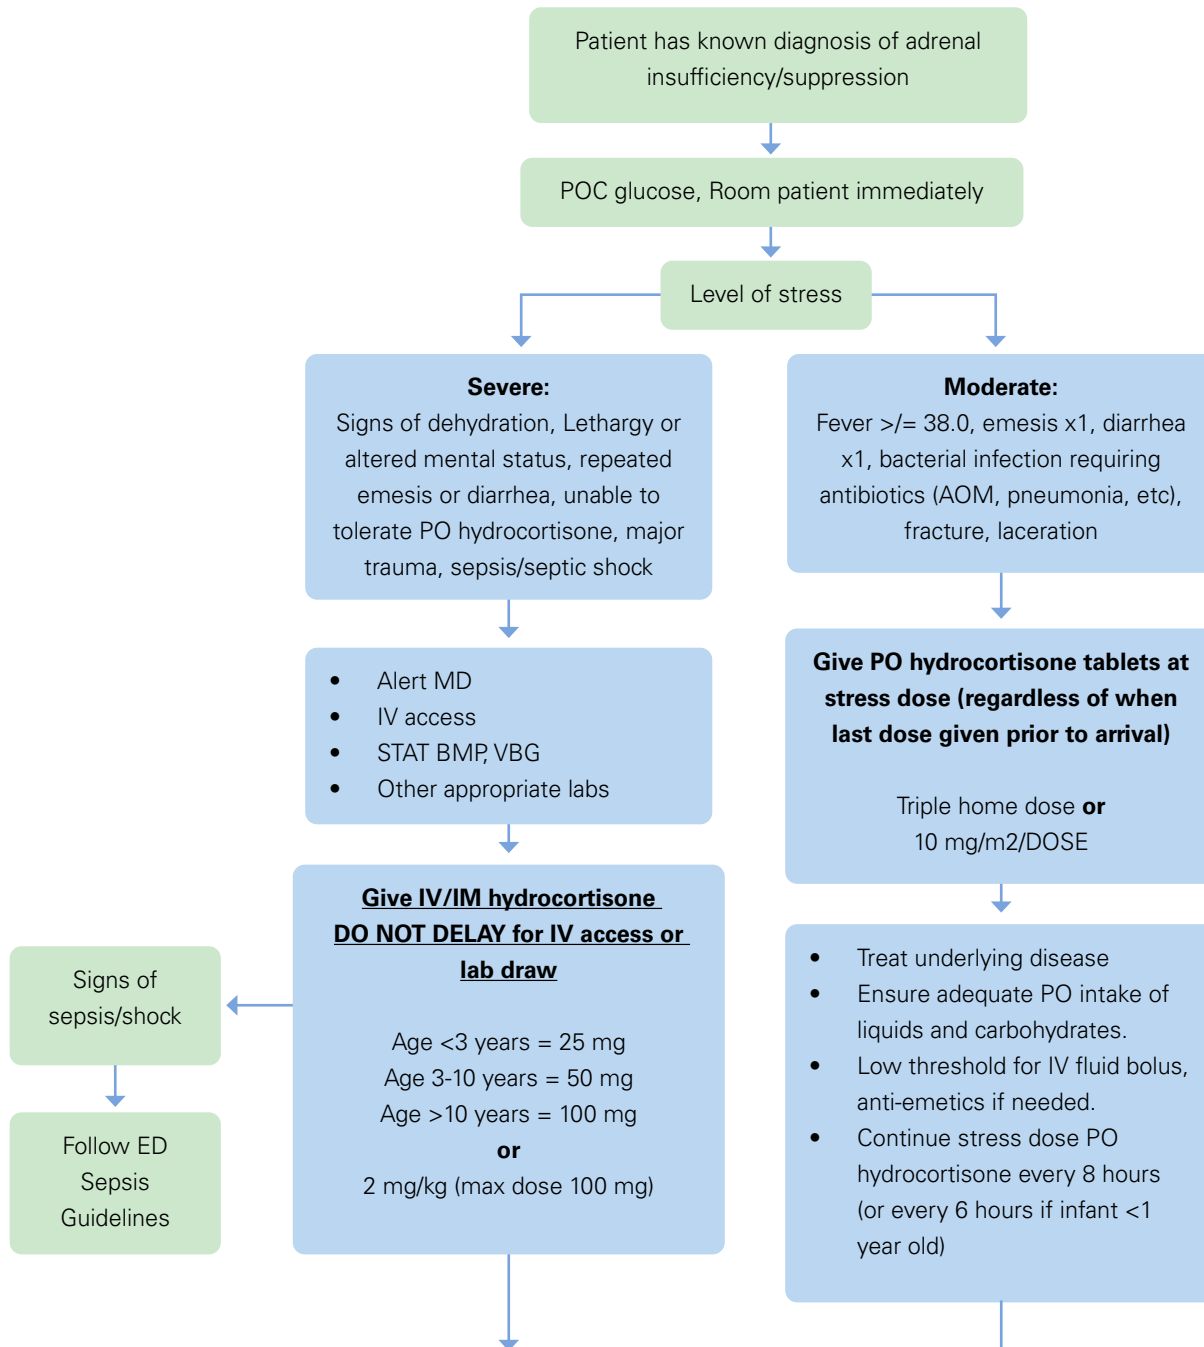 Patient has known diagnosis of adrenal
insufficiency/suppression
POC glucose, Room patient immediately
Level of stress
Severe:
Signs of dehydration, Lethargy or
altered mental status, repeated
emesis or diarrhea, unable to
tolerate PO hydrocortisone, major
trauma, sepsis/septic shock
Moderate:
Fever >/= 38.0, emesis x1, diarrhea
x1, bacterial infection requiring
antibiotics (AOM, pneumonia, etc),
fracture, laceration
• Alert MD
• IV access
• STAT BMP, VBG
• Other appropriate labs
Give PO hydrocortisone tablets at
stress dose (regardless of when
last dose given prior to arrival)
Triple home dose or
10 mg/m2/DOSE
Give IV/IM hydrocortisone
DO NOT DELAY for IV access or
lab draw
Age <3 years = 25 mg
Age 3-10 years = 50 mg
Age >10 years = 100 mg
or
2 mg/kg (max dose 100 mg)
Signs of
sepsis/shock
Follow ED
Sepsis
Guidelines
• Treat underlying disease
• Ensure adequate PO intake of
liquids and carbohydrates.
• Low threshold for IV fluid bolus,
anti-emetics if needed.
• Continue stress dose PO
hydrocortisone every 8 hours
(or every 6 hours if infant <1
year old)